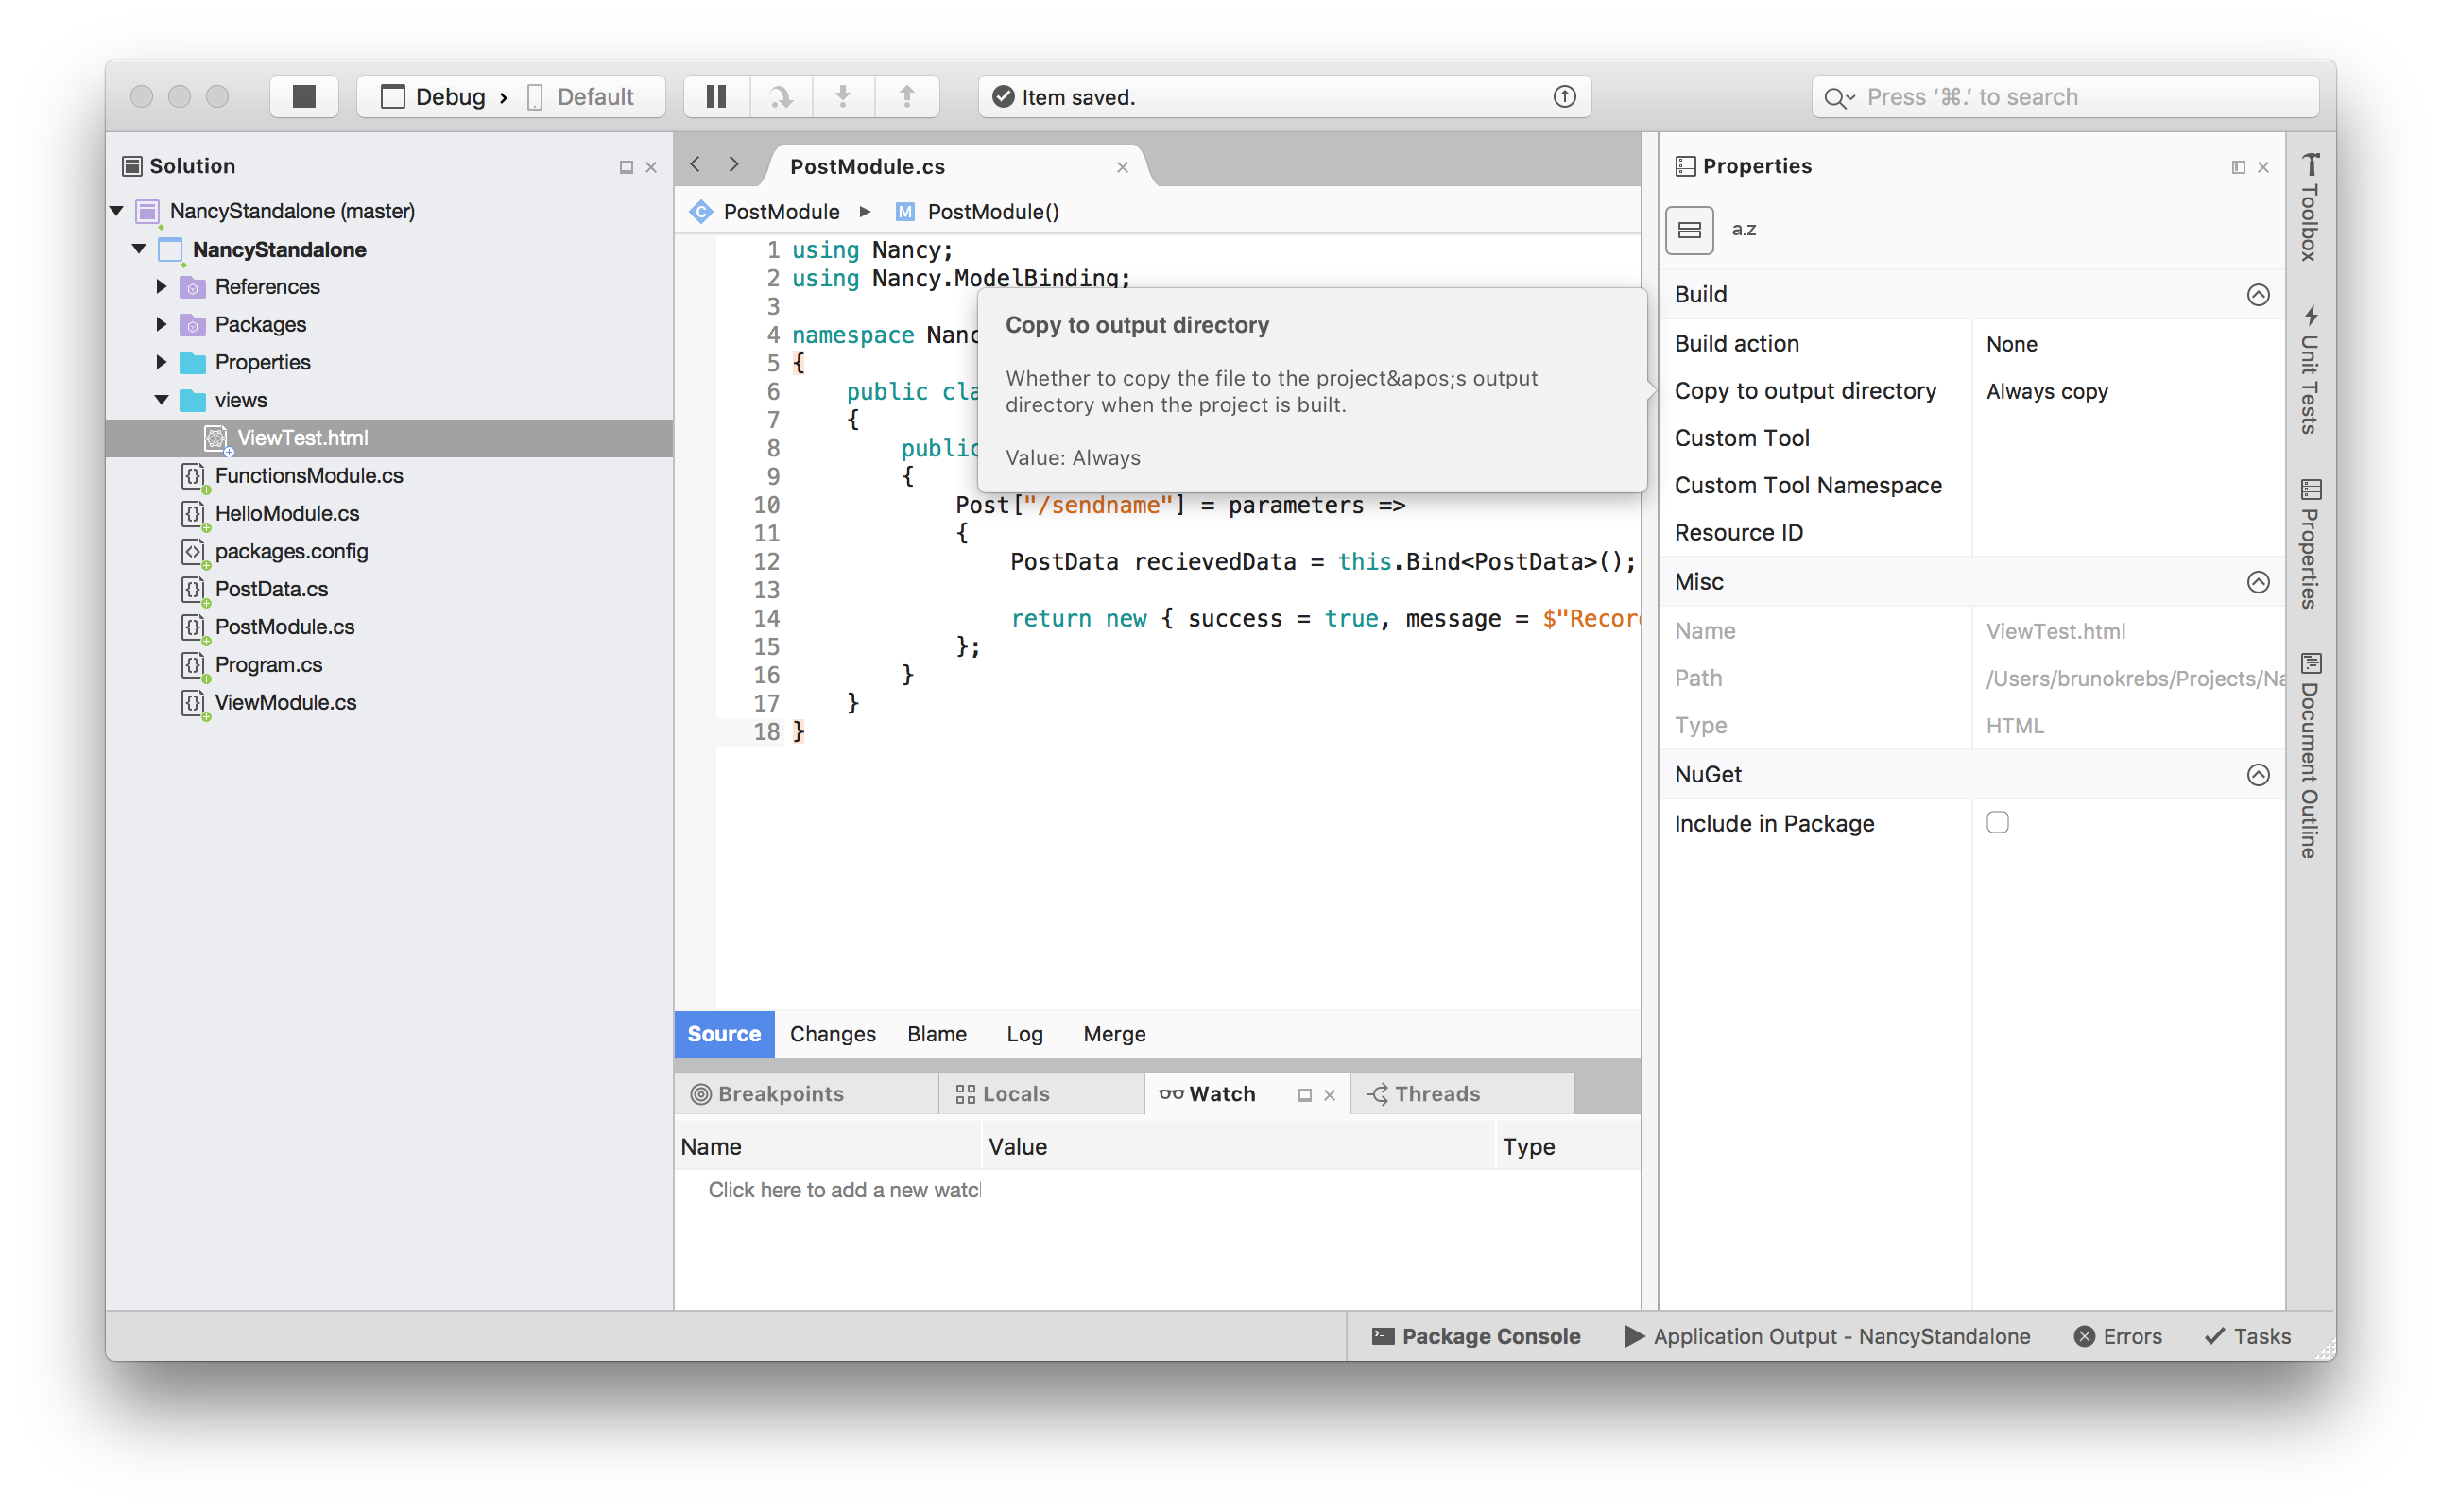 Debug › Default
Item saved.
Press ‘⌘.’ to search
Solution
NancyStandalone (master)
NancyStandalone
References
Packages
Properties
views
ViewTest.html
FunctionsModule.cs
HelloModule.cs
packages.config
PostData.cs
PostModule.cs
Program.cs
ViewModule.cs
PostModule.cs
C PostModule M PostModule()
1 using Nancy;
2 using Nancy.ModelBinding;
3
4 namespace Nanc
5 {
6 public cla
7 {
8 public
9 {
10 Post["/sendname"] = parameters =>
11 {
12 PostData recievedData = this.Bind<PostData>();
13
14 return new { success = true, message = $"Recor
15 };
16 }
17 }
18 }
Copy to output directory
Whether to copy the file to the project&apos;s output
directory when the project is built.
Value: Always
Source Changes Blame Log Merge
Breakpoints Locals Watch Threads
Name Value Type
Click here to add a new watcl
Properties
a.z
Build
Build action None
Copy to output directory Always copy
Custom Tool
Custom Tool Namespace
Resource ID
Misc
Name ViewTest.html
Path /Users/brunokrebs/Projects/Na
Type HTML
NuGet
Include in Package
Toolbox
Unit Tests
Properties
Document Outline
Package Console Application Output - NancyStandalone Errors Tasks